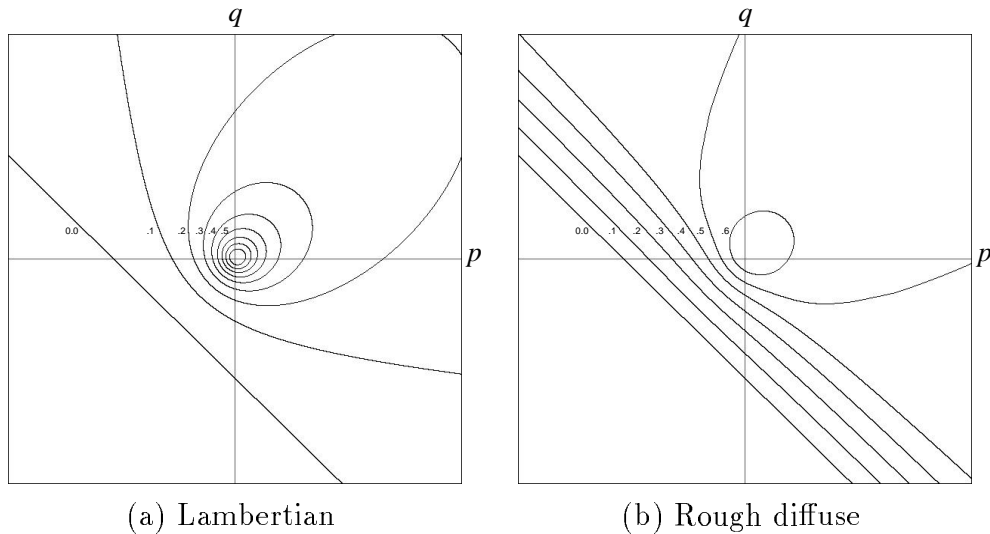 q
q
0.0 .1 .2 .3 .4 .5
0.0 .1 .2 .3 .4 .5 .6
p
p
(a) Lambertian
(b) Rough diffuse